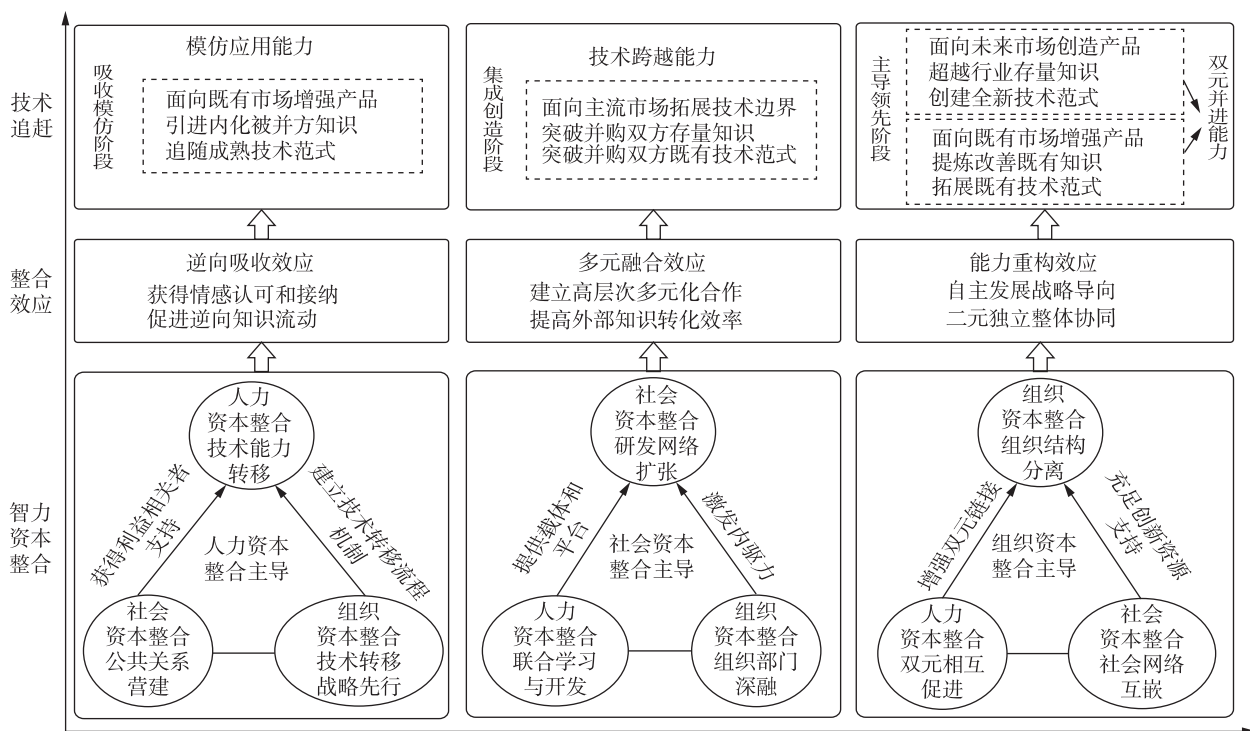 技术
追赶
吸收模仿阶段
模仿应用能力
面向既有市场增强产品
引进内化被并方知识
追随成熟技术范式
集成创造阶段
技术跨越能力
面向主流市场拓展技术边界
突破并购双方存量知识
突破并购双方既有技术范式
主导领先阶段
面向未来市场创造产品
超越行业存量知识
创建全新技术范式
面向既有市场增强产品
提炼改善既有知识
拓展既有技术范式
双元并进能力
整合
效应
逆向吸收效应
获得情感认可和接纳
促进逆向知识流动
多元融合效应
建立高层次多元化合作
提高外部知识转化效率
能力重构效应
自主发展战略导向
二元独立整体协同
智力
资本
整合
人力
资本整合
技术能力
转移
获得利益相关者
支持
建立技术转移流程
机制
人力资本
整合主导
社会
资本整合
公共关系
营建
组织
资本整合
技术转移
战略先行
社会
资本整合
研发网络
扩张
提供载体和
平台
激发内驱力
社会资本
整合主导
人力
资本整合
联合学习
与开发
组织
资本整合
组织部门
深融
组织
资本整合
组织结构
分离
增强双元链接
充足创新资源
支持
组织资本
整合主导
人力
资本整合
双元相互
促进
社会
资本整合
社会网络
互嵌